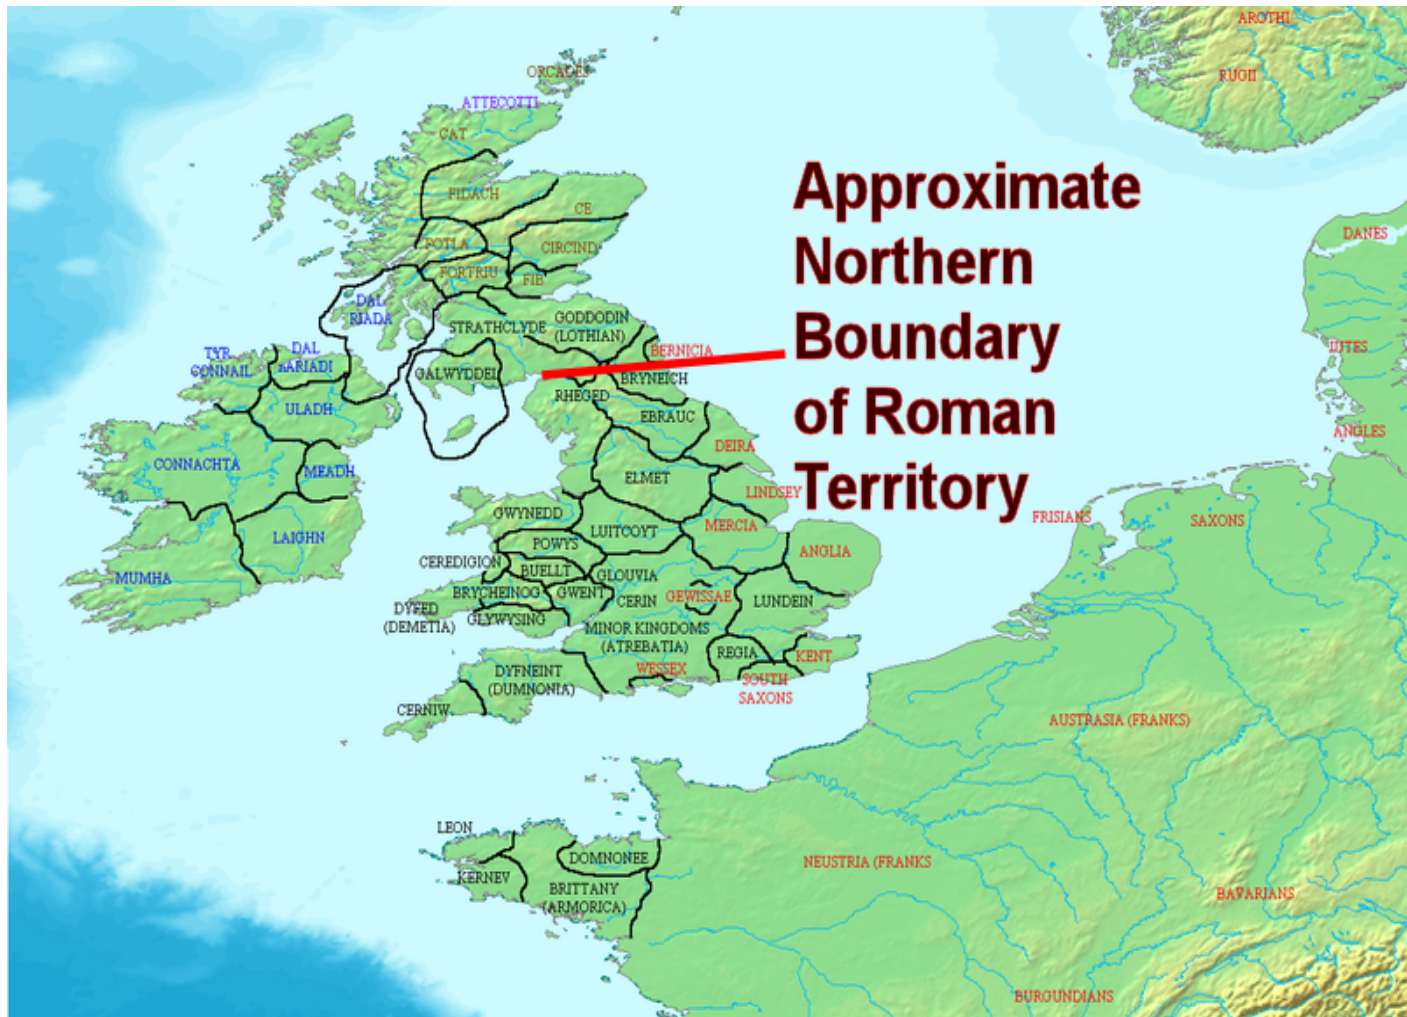 AROTHI
ORCADES
RUGII
ATTECOTTI
CAT
Approximate
Northern
Boundary
of Roman
Territory
FIDACH
CE
DANES
FOTLA
CIRCIND
FORTRIU
FIB
DAL
RIADA
GODDODIN
(LOTHIAN)
STRATHCLYDE
BERNICIA
JUTES
TYR
CONNAIL
DAL
nARIADI
GALWYDDEL
BRYNEICH
RHEGED
ULADH
EBRAUC
ANGLES
DEIRA
CONNACHTA
MEADH
ELMET
LINDSEY
GWYNEDD
MERCIA
FRISIANS
SAXONS
LUITCOYT
LAIGHN
POWYS
ANGLIA
CEREDIGION
BUELLT
GLOUVIA
MUMHA
BRYCHEINOG
GWENT
CERIN
GEWISSAE
LUNDEIN
DYFED
(DEMETIA)
GLYWYSING
MINOR KINGDOMS
(ATREBATIA)
REGIA
KENT
WESSEX
DYFNEINT
(DUMNONIA)
SOUTH
SAXONS
CERNIW
AUSTRASIA (FRANKS)
LEON
DOMNONEE
NEUSTRIA (FRANKS
KERNEV
BRITTANY
(ARMORICA)
BAVARIANS
BURGUNDIANS